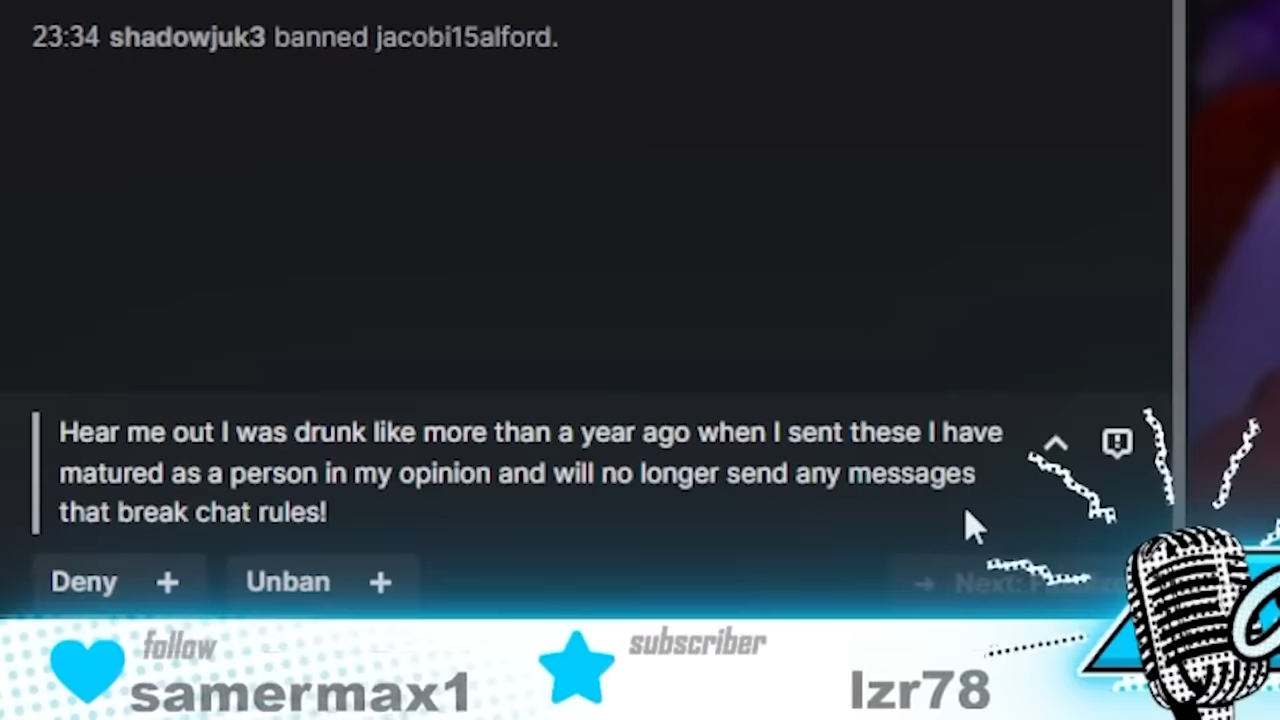 23:34 shadowjuk3 banned jacobi15alford.
Hear me out I was drunk like more than a year ago when I sent these I have
matured as a person in my opinion and will no longer send any messages
that break chat rules!
Deny +
Unban +
Next:
follow
samermax1
subscriber
lzr78